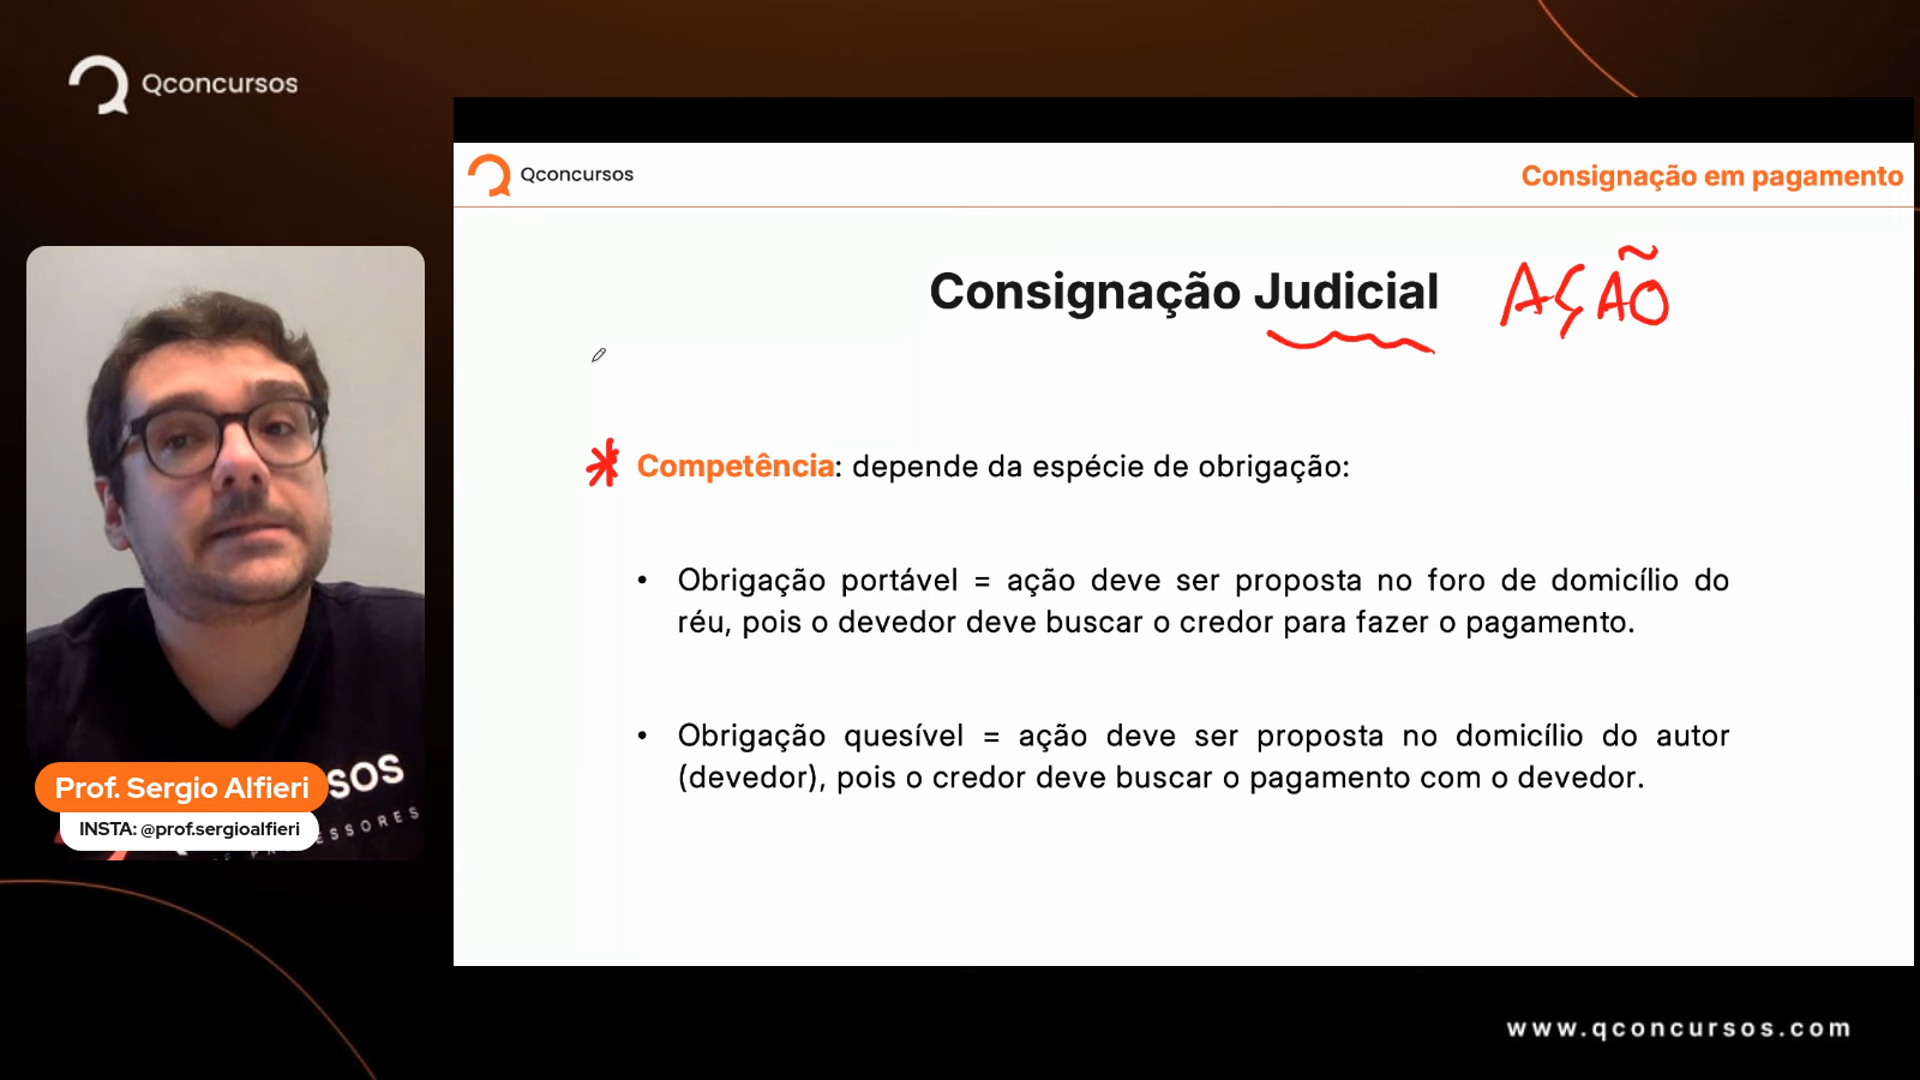 Qconcursos
Qconcursos
Consignação em pagamento
Consignação Judicial AÇÃO
* Competência: depende da espécie de obrigação:
• Obrigação portável = ação deve ser proposta no foro de domicílio do
réu, pois o devedor deve buscar o credor para fazer o pagamento.
• Obrigação quesível = ação deve ser proposta no domicílio do autor
(devedor), pois o credor deve buscar o pagamento com o devedor.
SOS
ESSORES
Prof. Sergio Alfieri
INSTA: @prof.sergioalfieri
www.qconcursos.com